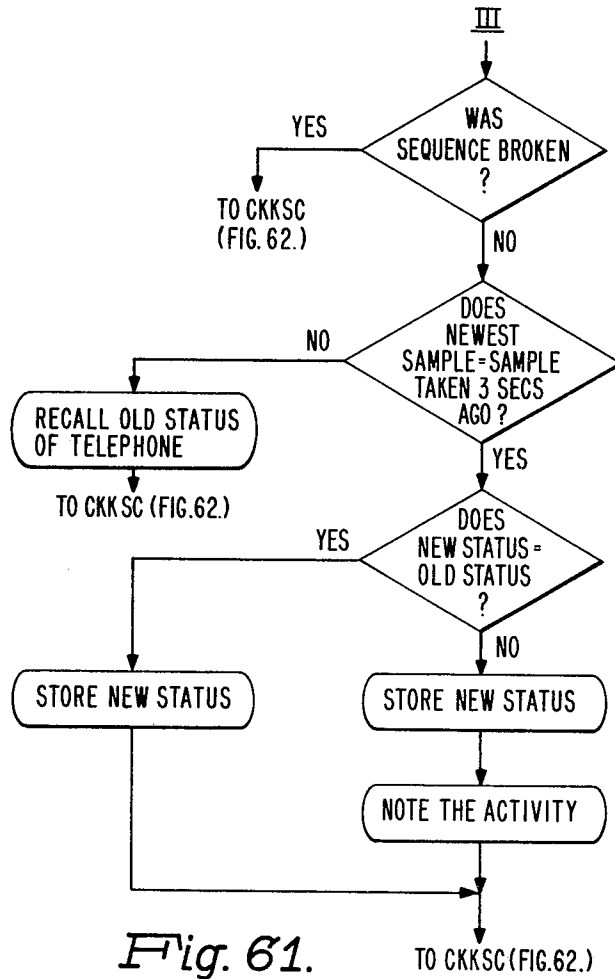 III
WAS
SEQUENCE BROKEN
?
YES
TO CKKSC
(FIG. 62.)
NO
DOES
NEWEST
SAMPLE=SAMPLE
TAKEN 3 SECS
AGO ?
NO
RECALL OLD STATUS
OF TELEPHONE
TO CKKSC (FIG.62.)
YES
DOES
NEW STATUS =
OLD STATUS
?
YES
NO
STORE NEW STATUS
STORE NEW STATUS
NOTE THE ACTIVITY
Fig. 61.
TO CKKSC (FIG.62.)